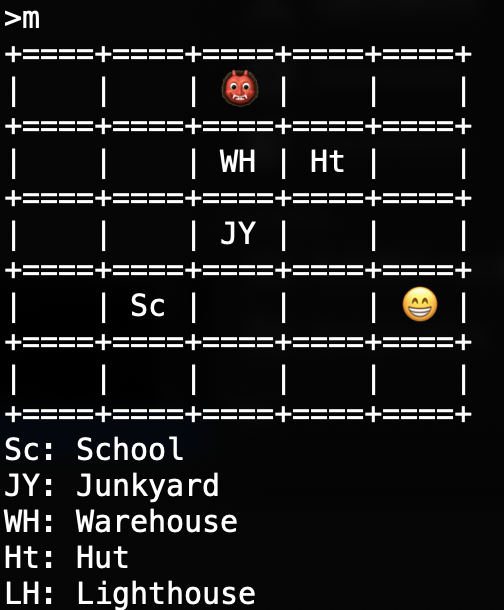 >m
+====+====+====+====+====+
|    |    | 👹 |    |    |
+====+====+====+====+====+
|    |    | WH | Ht |    |
+====+====+====+====+====+
|    |    | JY |    |    |
+====+====+====+====+====+
|    | Sc |    |    | 😁 |
+====+====+====+====+====+
|    |    |    |    |    |
+====+====+====+====+====+
Sc: School
JY: Junkyard
WH: Warehouse
Ht: Hut
LH: Lighthouse